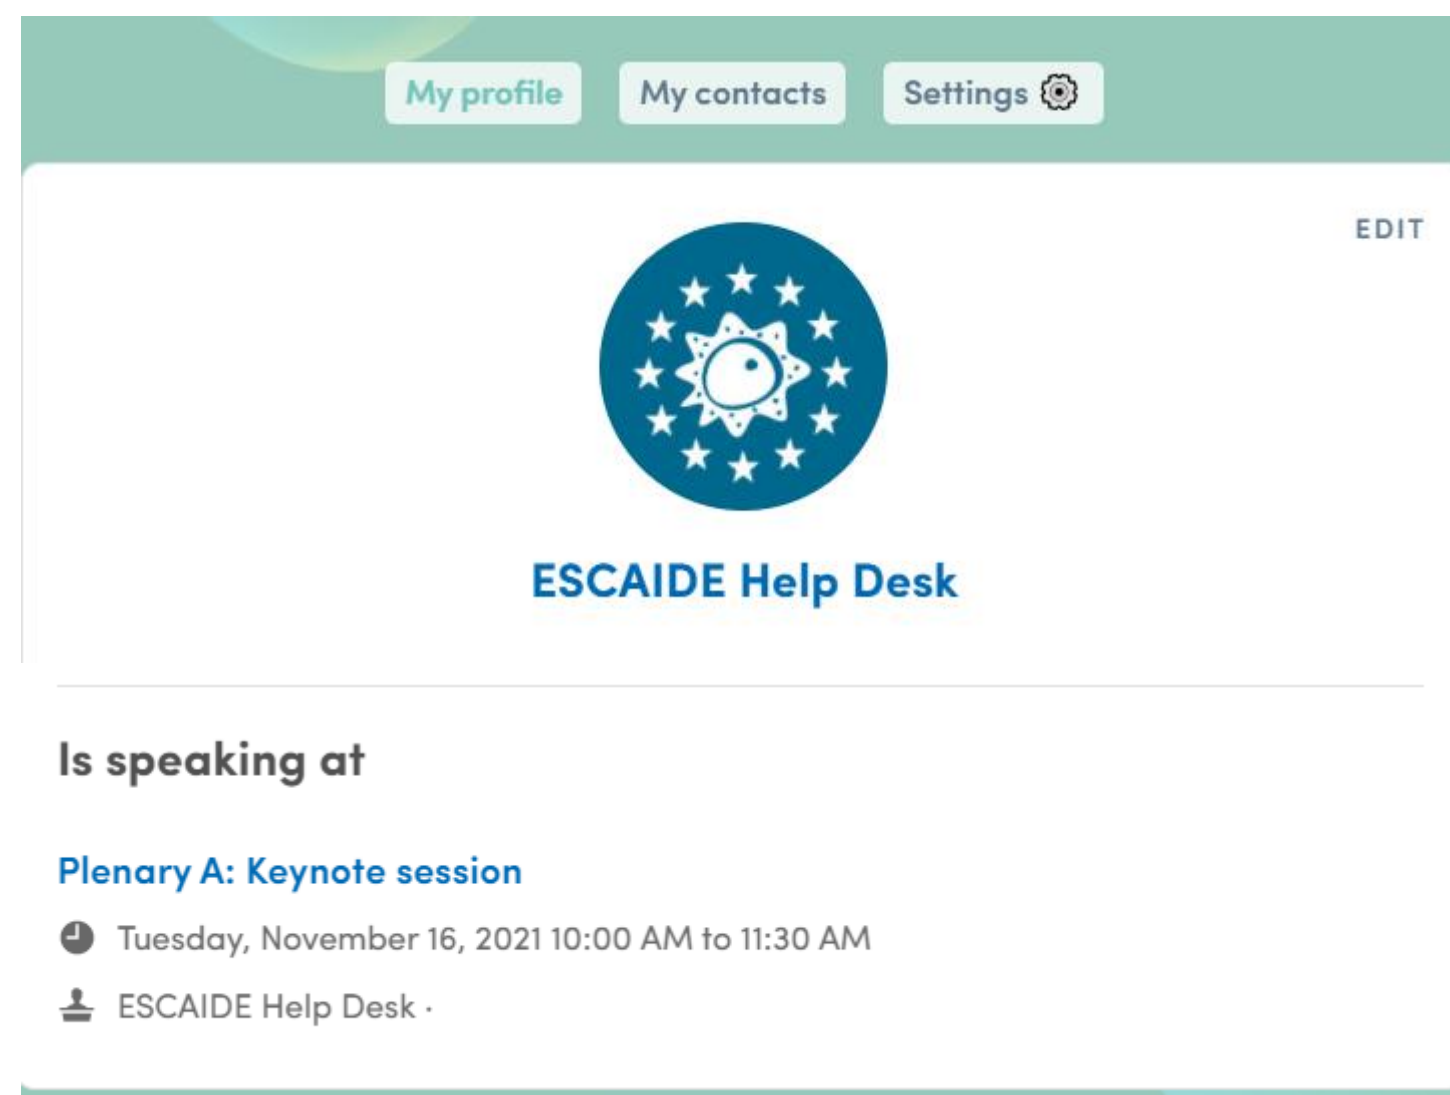 My profile My contacts Settings
EDIT
ESCAIDE Help Desk
Is speaking at
Plenary A: Keynote session
Tuesday, November 16, 2021 10:00 AM to 11:30 AM
ESCAIDE Help Desk ·